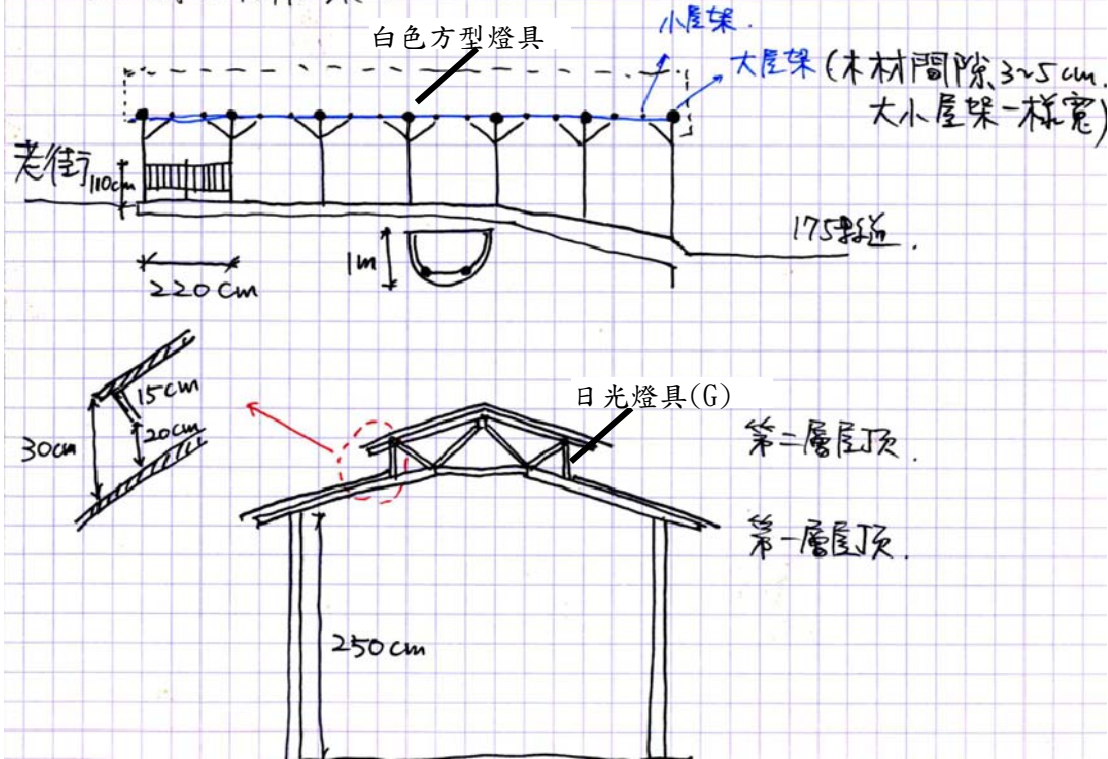 白色方型燈具
小屋架.
大屋架(木材間隙3~5cm.
大小屋架一樣寬)
老街
110cm
175縣道.
1m
220cm
15cm
20cm
30cm
日光燈具(G)
第二層屋頂.
第一層屋頂.
250cm